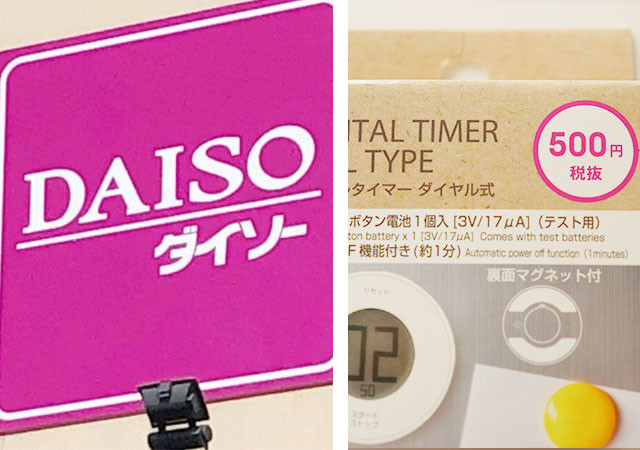 DAISO
ダイソー
ITAL TIMER
TYPE
500円
税抜
タイマー ダイヤル式
ボタン電池1個入[3V/17μA](テスト用)
ton battery x 1 [3V/17μA] Comes with test batteries
F機能付き(約1分) Automatic power off function (1minutes)
裏面マグネット付
リセット
02
50
スタート
ストップ